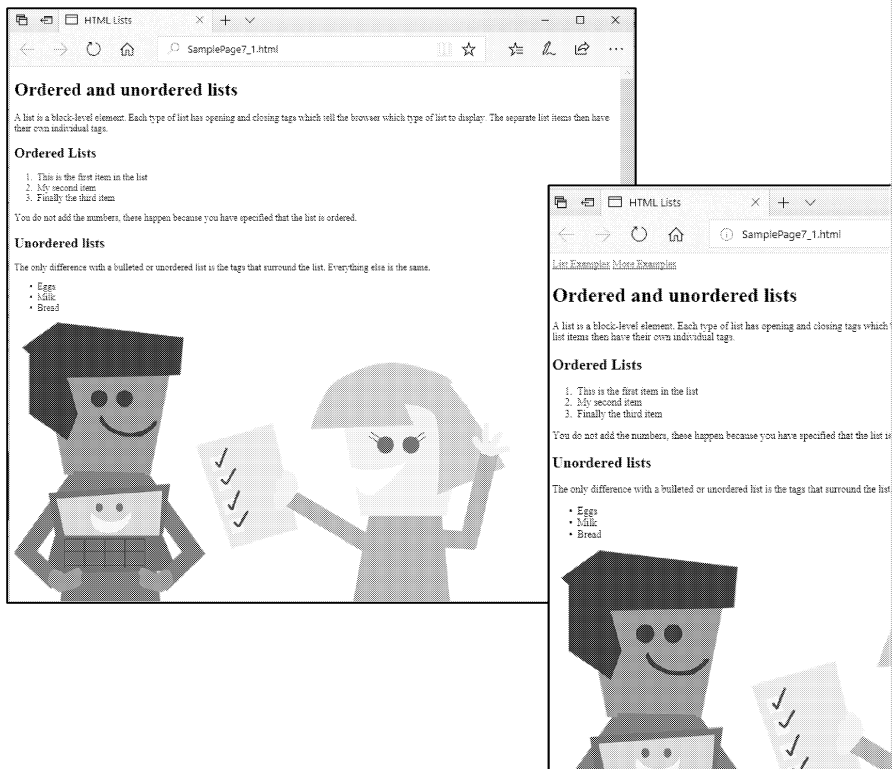 HTML Lists
SamplePage7_1.html
Ordered and unordered lists
A list is a block-level element. Each type of list has opening and closing tags which tell the browser which type of list to display. The separate list items then have
their own individual tags.
Ordered Lists
1. This is the first item in the list
2. My second item
3. Finally the third item
You do not add the numbers, these happen because you have specified that the list is ordered.
Unordered lists
The only difference with a bulleted or unordered list is the tags that surround the list. Everything else is the same.
• Eggs
• Milk
• Bread
HTML Lists
SamplePage7_1.html
List Examples More Examples
Ordered and unordered lists
A list is a block-level element. Each type of list has opening and closing tags which
list items then have their own individual tags.
Ordered Lists
1. This is the first item in the list
2. My second item
3. Finally the third item
You do not add the numbers, these happen because you have specified that the list is
Unordered lists
The only difference with a bulleted or unordered list is the tags that surround the list
• Eggs
• Milk
• Bread